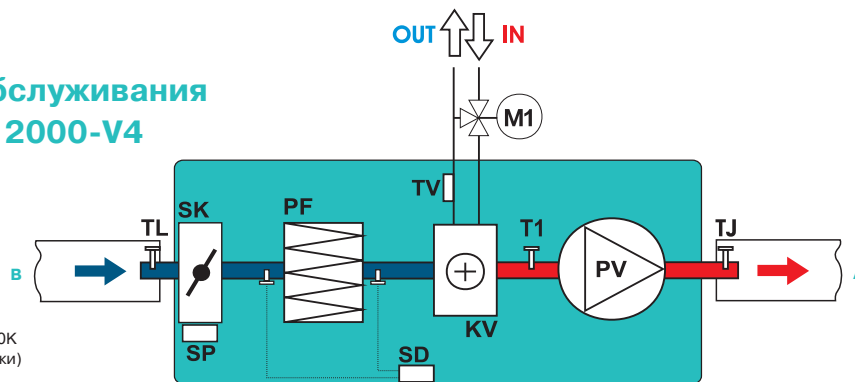 OUT IN
бслуживания
2000-V4
M1
TV
TL SK PF T1 TJ
B PV
KV
0K
ки) SP SD